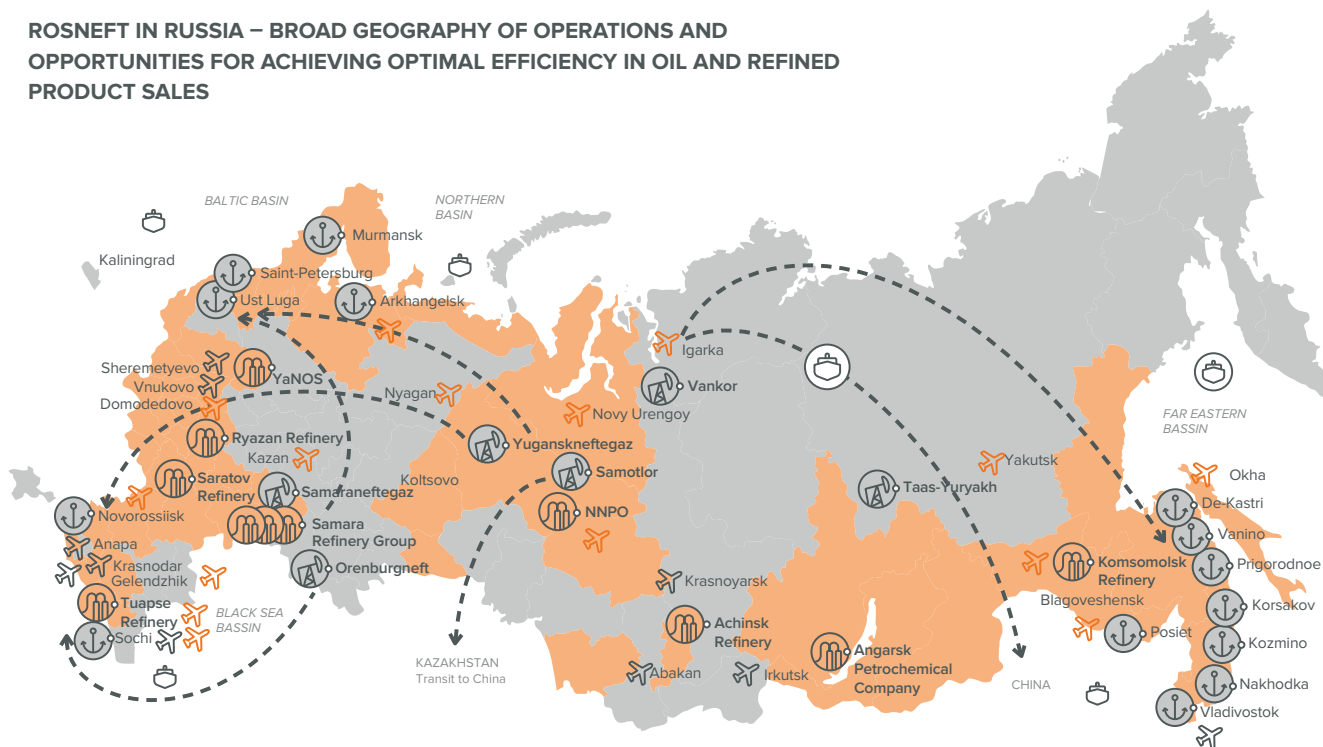 ROSNEFT IN RUSSIA – BROAD GEOGRAPHY OF OPERATIONS AND
OPPORTUNITIES FOR ACHIEVING OPTIMAL EFFICIENCY IN OIL AND REFINED
PRODUCT SALES
BALTIC BASIN
NORTHERN
BASIN
Murmansk
Kaliningrad
Saint-Petersburg
Ust Luga
Arkhangelsk
Igarka
Sheremetyevo
YaNOS
Vnukovo
Domodedovo
Nyagan
Vankor
Novy Urengoy
FAR EASTERN
BASSIN
Ryazan Refinery
Yuganskneftegaz
Kazan
Yakutsk
Samotlor
Okha
Saratov
Refinery
Koltsovo
Samaraneftegaz
Taas-Yuryakh
De-Kastri
Novorossiisk
NNPO
Samara
Refinery Group
Vanino
Anapa
Krasnodar
Gelendzhik
Orenburgneft
Komsomolsk
Refinery
Prigorodnoe
Krasnoyarsk
Tuapse
Refinery
BLACK SEA
BASSIN
Blagoveshensk
Korsakov
Sochi
Achinsk
Refinery
Posiet
Kozmino
KAZAKHSTAN
Transit to China
Abakan
Irkutsk
Angarsk
Petrochemical
Company
CHINA
Nakhodka
Vladivostok